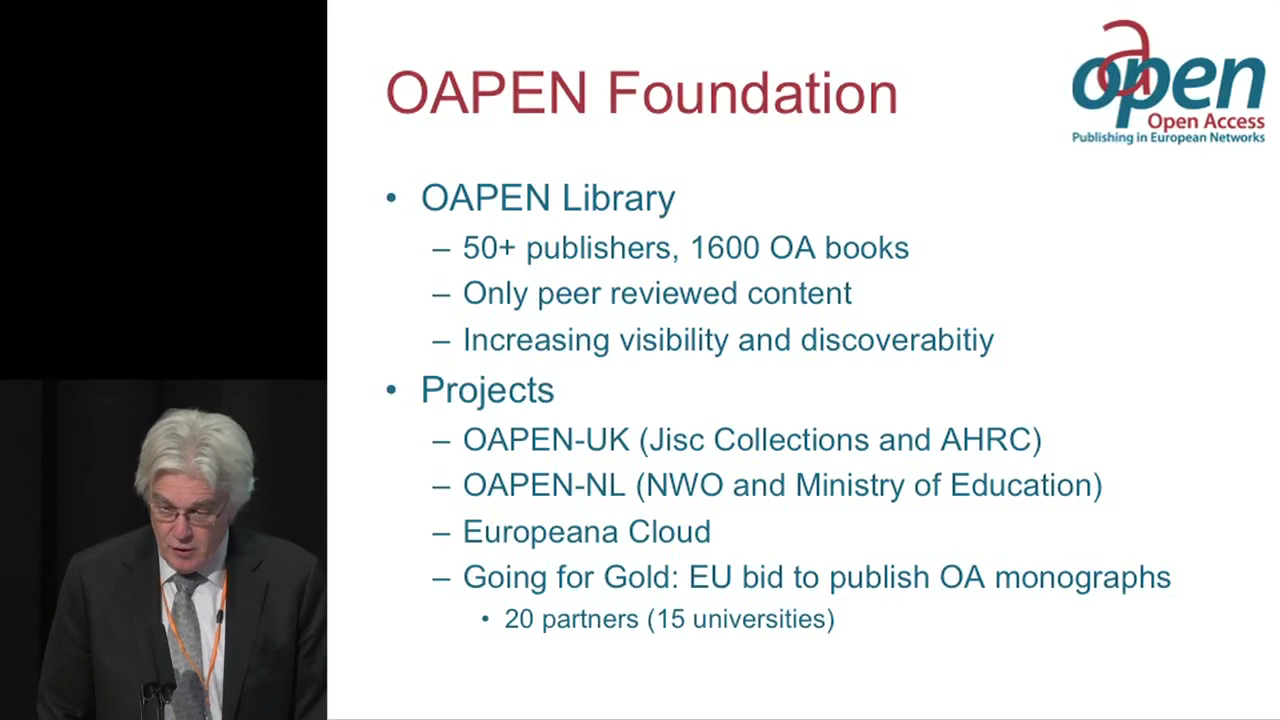 OAPEN Foundation
open
Open Access
Publishing in European Networks
• OAPEN Library
– 50+ publishers, 1600 OA books
– Only peer reviewed content
– Increasing visibility and discoverabitiy
• Projects
– OAPEN-UK (Jisc Collections and AHRC)
– OAPEN-NL (NWO and Ministry of Education)
– Europeana Cloud
– Going for Gold: EU bid to publish OA monographs
• 20 partners (15 universities)